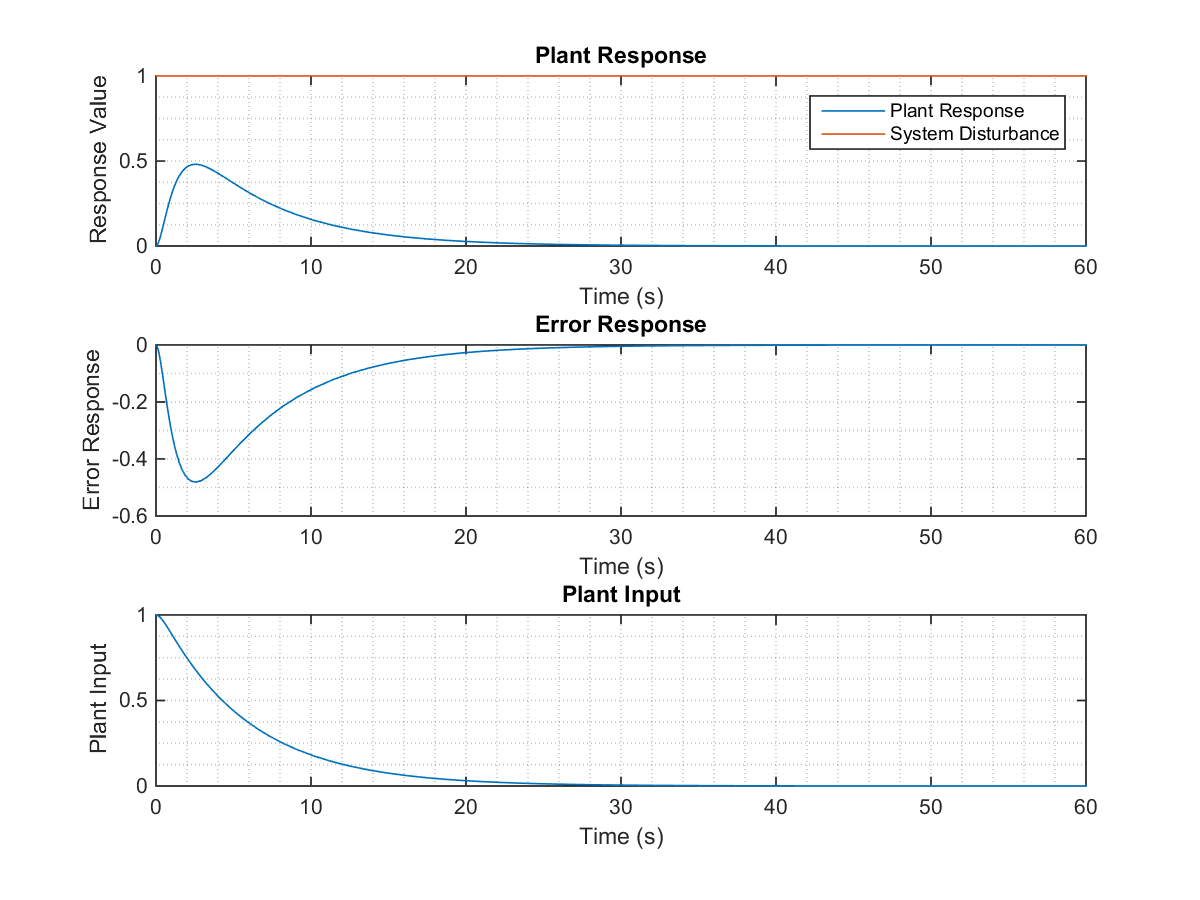 Plant Response
1
0.5
0
Response Value
Plant Response
System Disturbance
0 10 20 30 40 50 60
Time (s)
Error Response
0
-0.2
-0.4
-0.6
Error Response
0 10 20 30 40 50 60
Time (s)
Plant Input
1
0.5
0
Plant Input
0 10 20 30 40 50 60
Time (s)